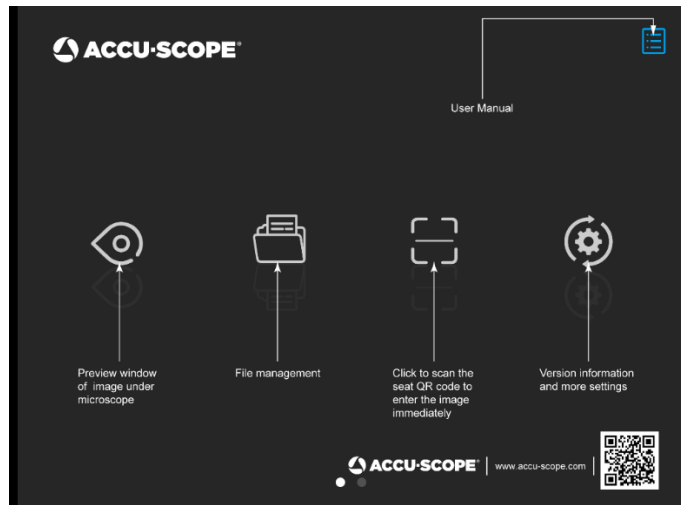 ACCU·SCOPE®
User Manual
Preview window
of image under
microscope
File management
Click to scan the
seat QR code to
enter the image
immediately
Version information
and more settings
ACCU·SCOPE® | www.accu-scope.com |